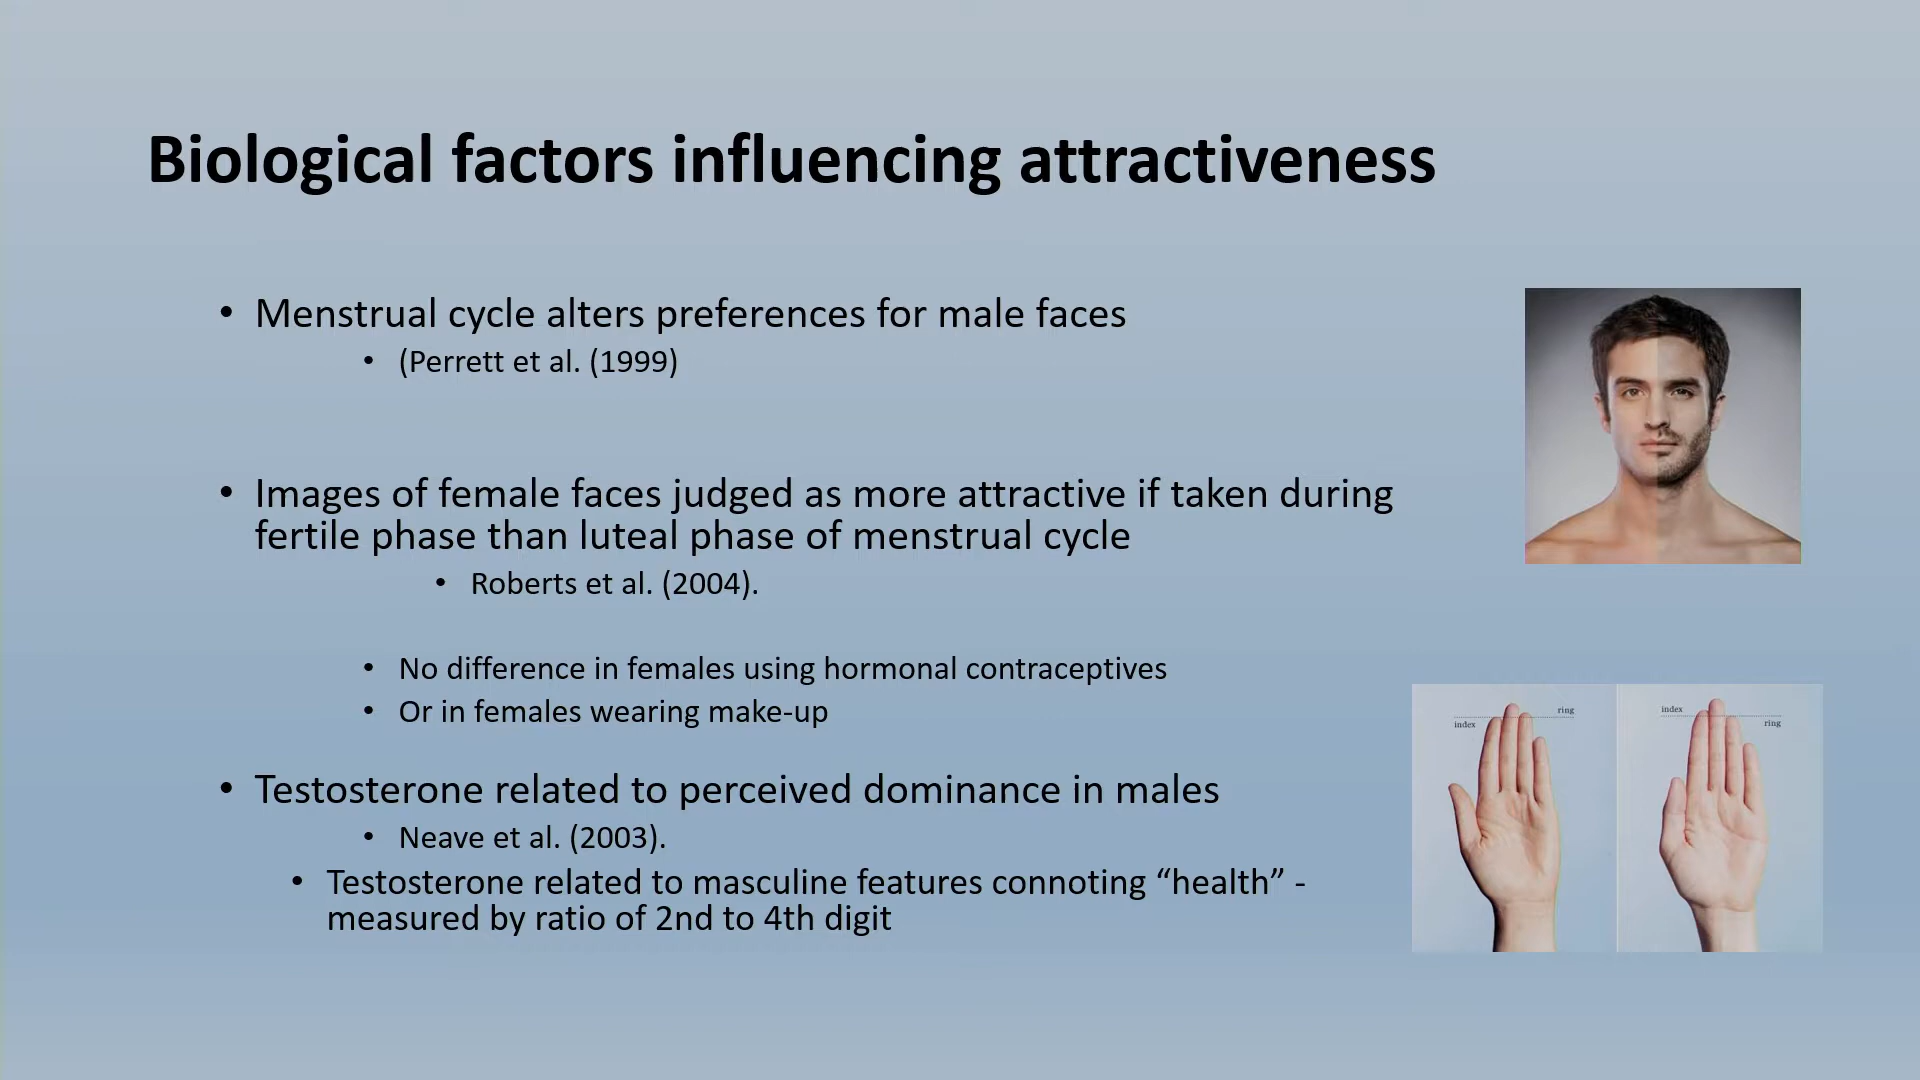 Biological factors influencing attractiveness
• Menstrual cycle alters preferences for male faces
• (Perrett et al. (1999)
• Images of female faces judged as more attractive if taken during
fertile phase than luteal phase of menstrual cycle
• Roberts et al. (2004).
• No difference in females using hormonal contraceptives
• Or in females wearing make-up
• Testosterone related to perceived dominance in males
• Neave et al. (2003).
• Testosterone related to masculine features connoting “health” -
measured by ratio of 2nd to 4th digit
index
ring
index
ring